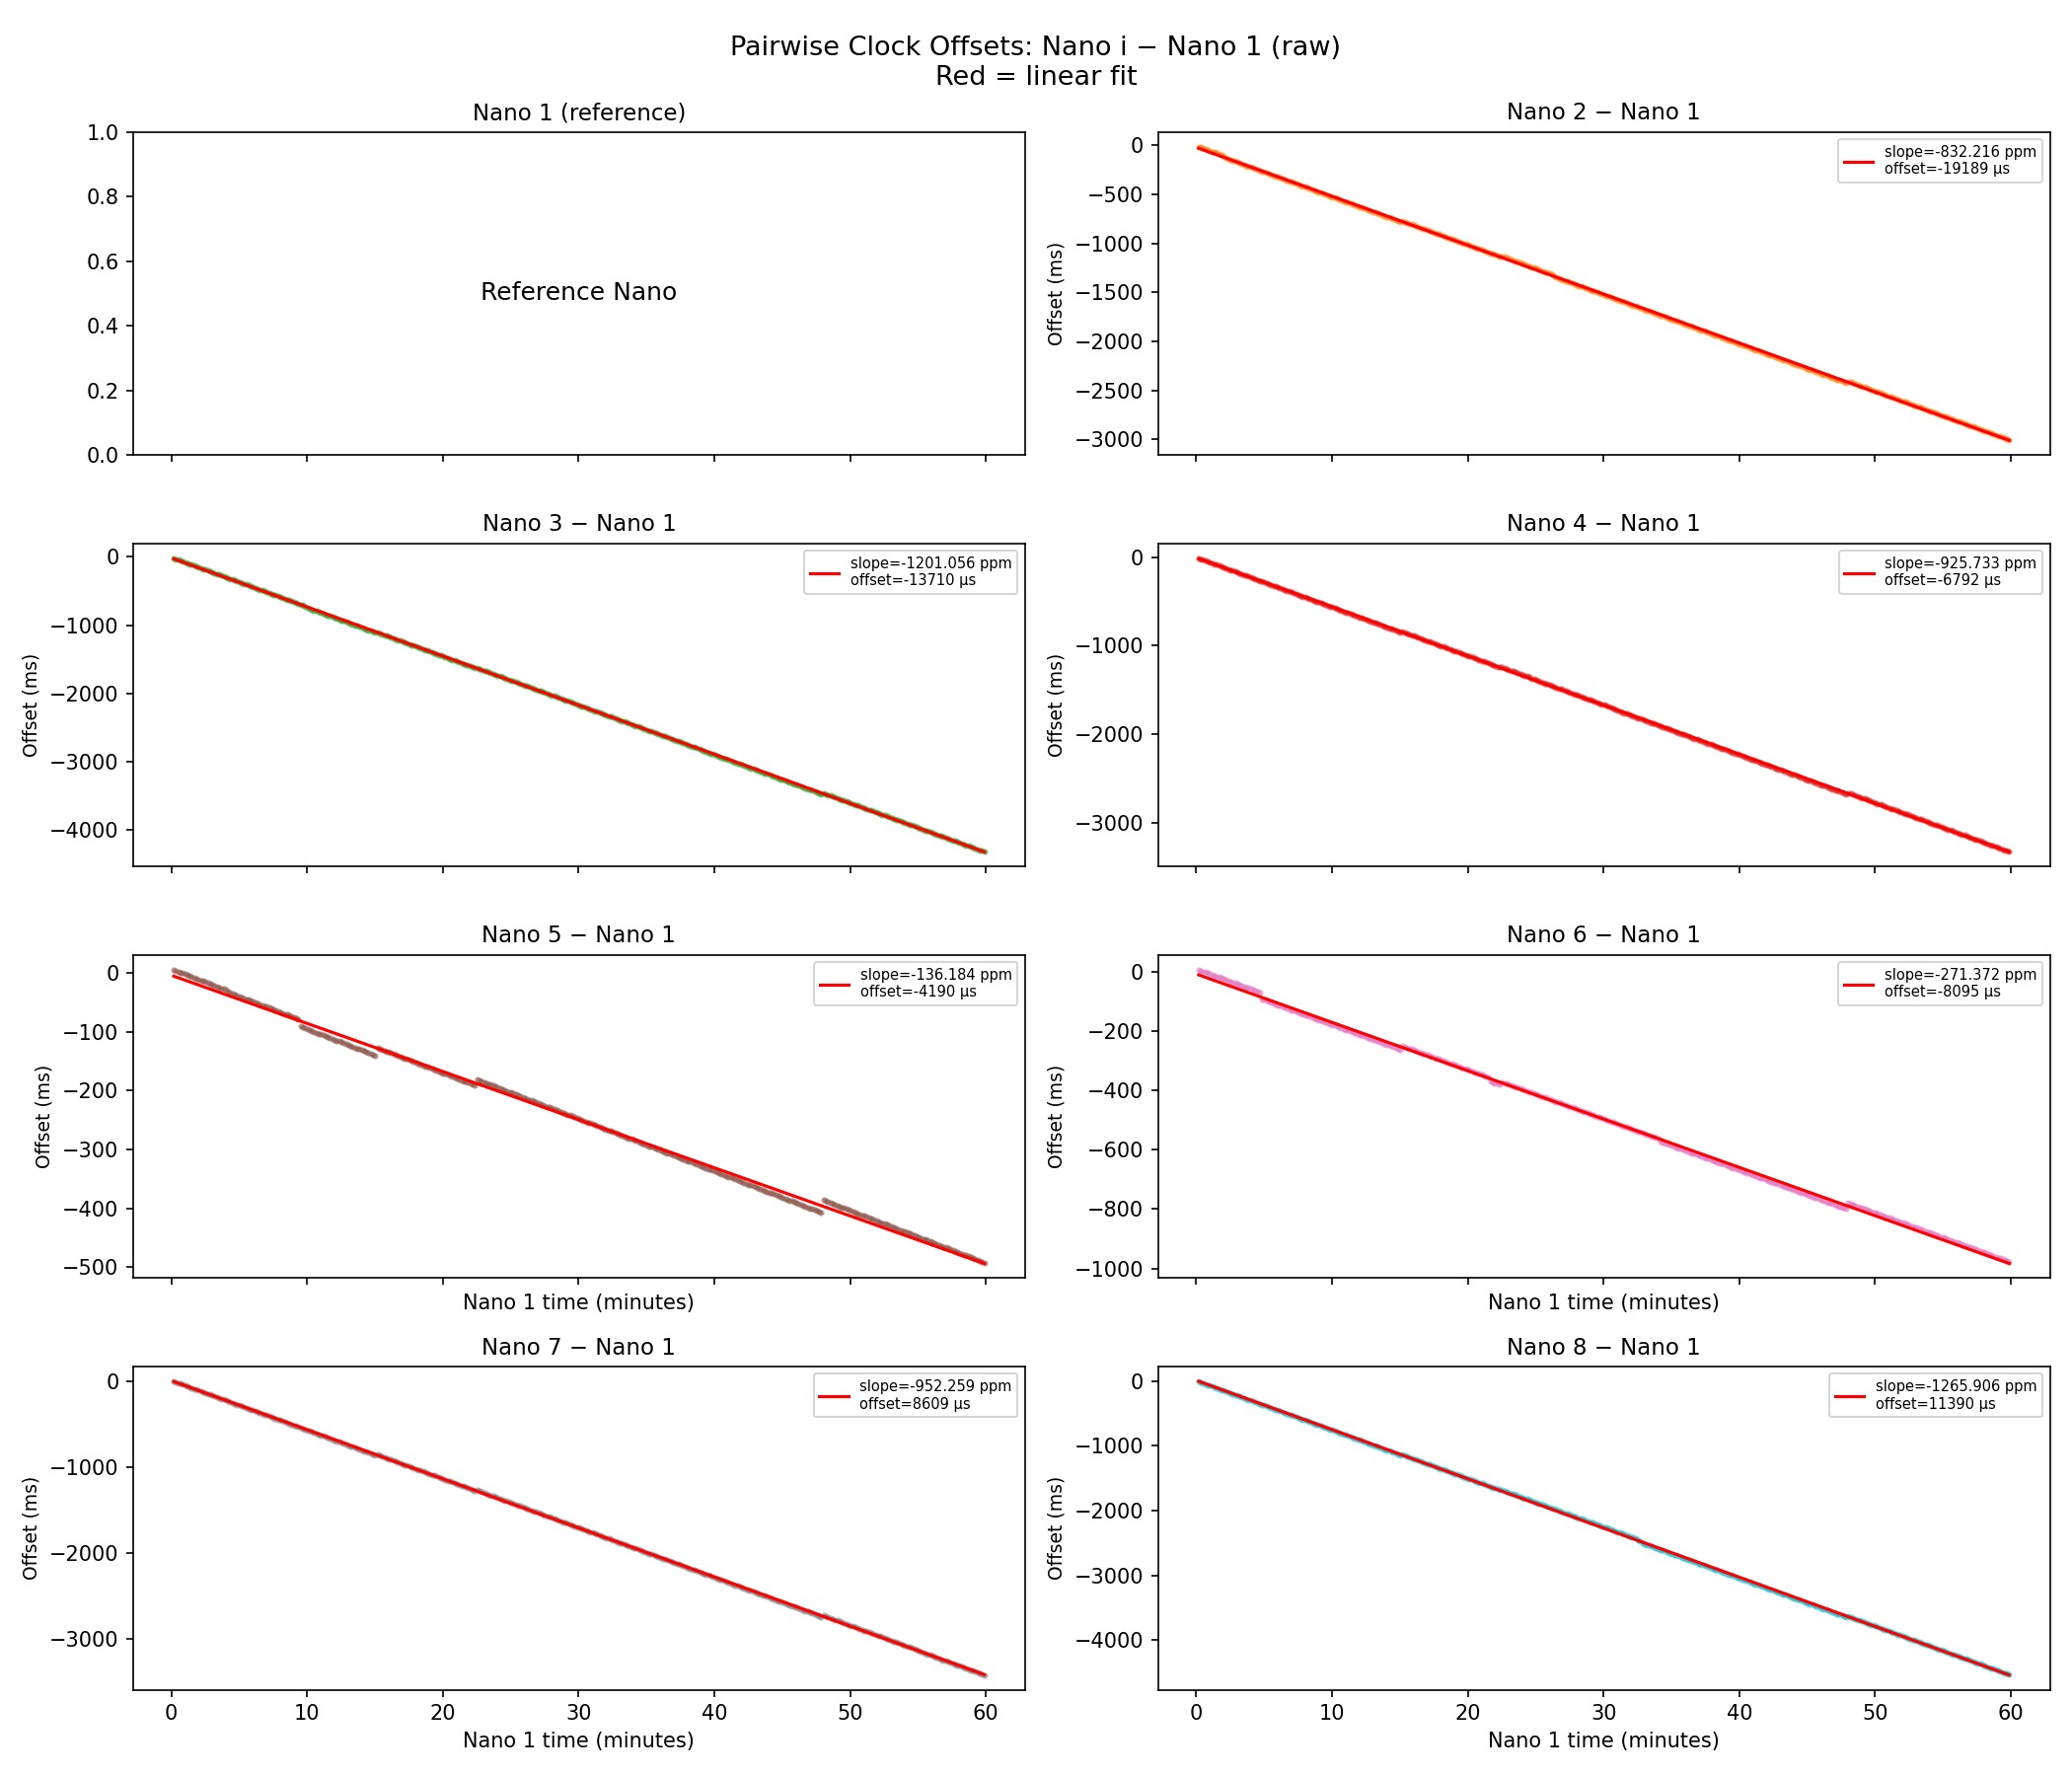 Pairwise Clock Offsets: Nano i − Nano 1 (raw)
Red = linear fit
Nano 1 (reference)
1.0
0.8
0.6
0.4
0.2
0.0
Reference Nano
Nano 2 − Nano 1
Offset (ms)
0
−500
−1000
−1500
−2000
−2500
−3000
slope=-832.216 ppm
offset=-19189 µs
Nano 3 − Nano 1
Offset (ms)
0
−1000
−2000
−3000
−4000
slope=-1201.056 ppm
offset=-13710 µs
Nano 4 − Nano 1
Offset (ms)
0
−1000
−2000
−3000
slope=-925.733 ppm
offset=-6792 µs
Nano 5 − Nano 1
Offset (ms)
0
−100
−200
−300
−400
−500
slope=-136.184 ppm
offset=-4190 µs
Nano 1 time (minutes)
Nano 6 − Nano 1
Offset (ms)
0
−200
−400
−600
−800
−1000
slope=-271.372 ppm
offset=-8095 µs
Nano 1 time (minutes)
Nano 7 − Nano 1
Offset (ms)
0
−1000
−2000
−3000
slope=-952.259 ppm
offset=8609 µs
0 10 20 30 40 50 60
Nano 1 time (minutes)
Nano 8 − Nano 1
Offset (ms)
0
−1000
−2000
−3000
−4000
slope=-1265.906 ppm
offset=11390 µs
0 10 20 30 40 50 60
Nano 1 time (minutes)